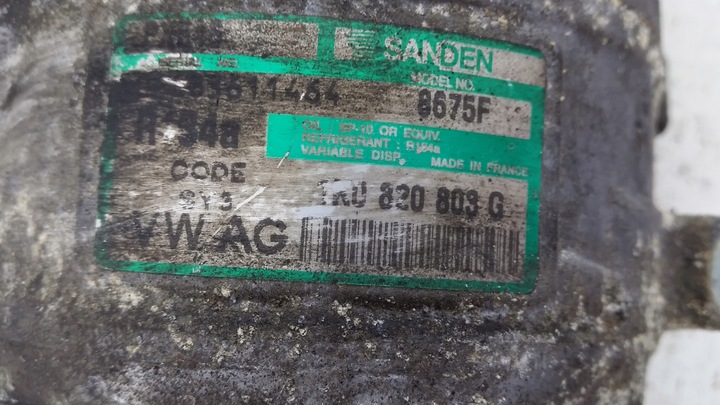 SANDEN
MODEL NO.
8675F
OIL : SP-10 OR EQUIV.
REFRIGERANT : R134a
VARIABLE DISP.
MADE IN FRANCE
CODE
1K0 820 803 G
VW AG